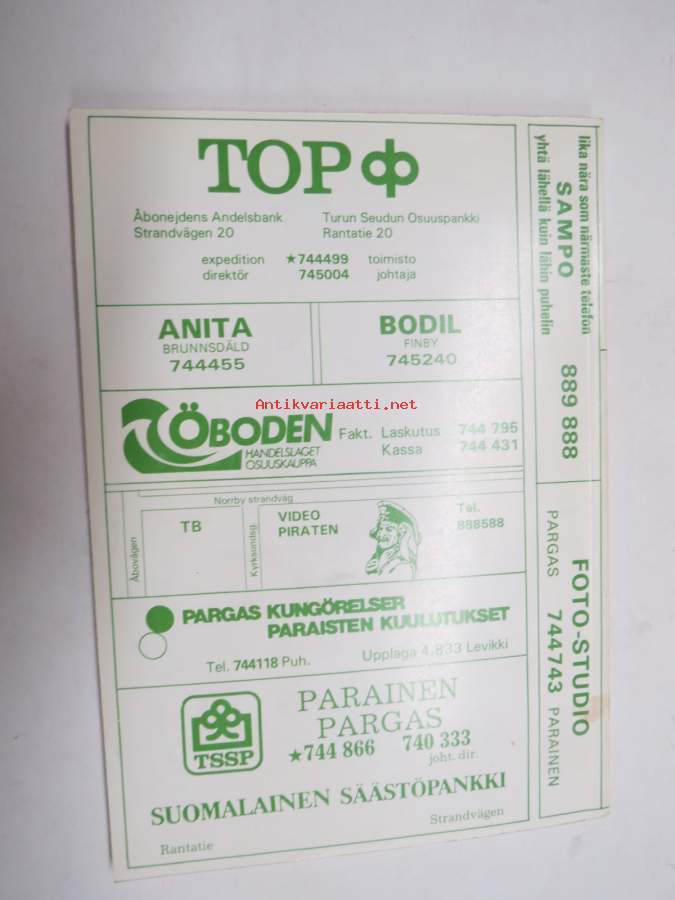 TOP
Åbonejdens Andelsbank Turun Seudun Osuuspankki
Strandvägen 20 Rantatie 20
expedition ★744499 toimisto
direktör 745004 johtaja
ANITA
BRUNNSDÄLD
744455
BODIL
FINBY
745240
Antikvariaatti.net
ÖBODEN
HANDELSLAGET
OSUUSKAUPPA
Fakt. Laskutus 744 795
Kassa 744 431
Norrby strandväg
Åbovägen
TB
Kyrksundsg.
VIDEO
PIRATEN
Tel.
888588
PARGAS KUNGÖRELSER
PARAISTEN KUULUTUKSET
Tel. 744118 Puh. Upplaga 4.833 Levikki
TSSP
PARAINEN
PARGAS
★744 866 740 333
joht. dir.
SUOMALAINEN SÄÄSTÖPANKKI
Rantatie Strandvägen
lika nära som närmaste telefon
SAMPO 889 888
yhtä lähellä kuin lähin puhelin
FOTO-STUDIO
PARGAS 744743 PARAINEN